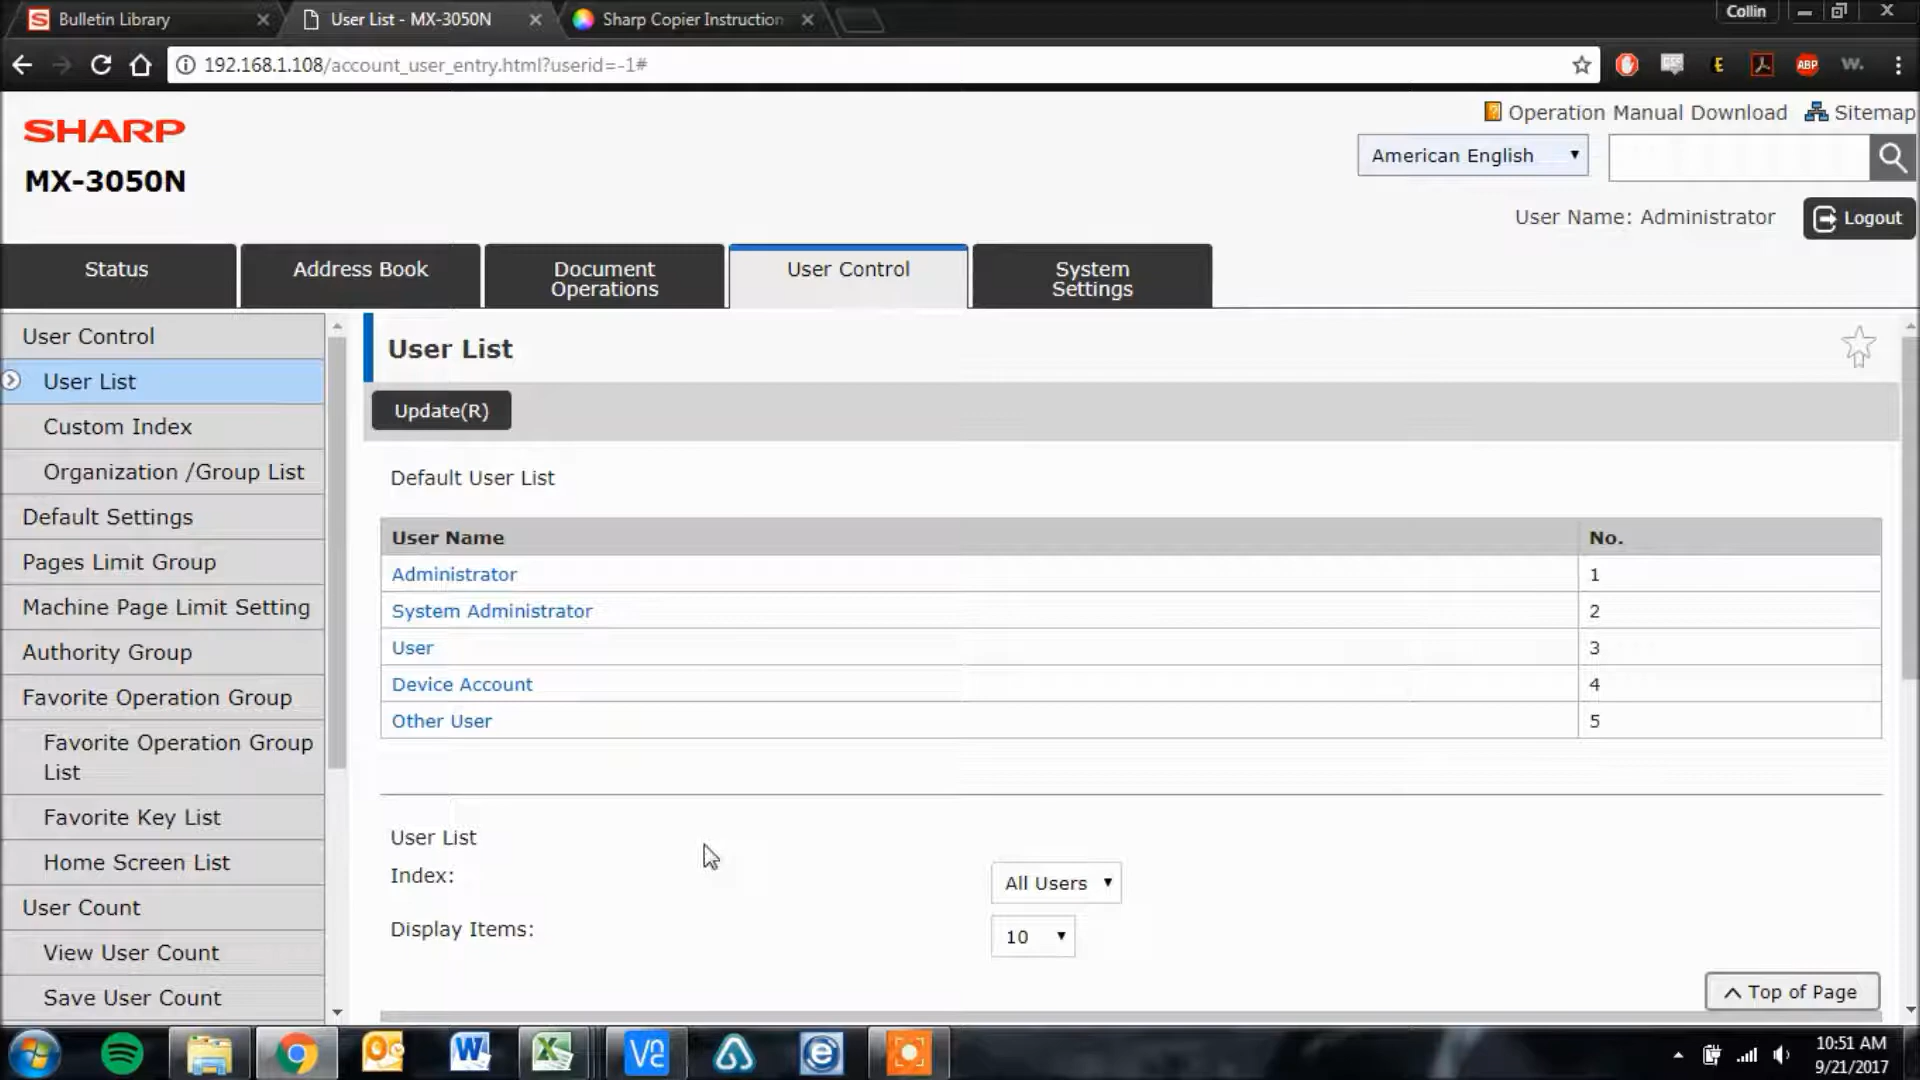 Bulletin Library
User List - MX-3050N
Sharp Copier Instruction
Collin
192.168.1.108/account_user_entry.html?userid=-1#
ABP
W.
SHARP
MX-3050N
Operation Manual Download
Sitemap
American English
User Name: Administrator
Logout
Status
Address Book
Document
Operations
User Control
System
Settings
User Control
User List
Custom Index
Organization /Group List
Default Settings
Pages Limit Group
Machine Page Limit Setting
Authority Group
Favorite Operation Group
Favorite Operation Group
List
Favorite Key List
Home Screen List
User Count
View User Count
Save User Count
User List
Update(R)
Default User List
User Name No.
Administrator 1
System Administrator 2
User 3
Device Account 4
Other User 5
User List
Index: All Users
Display Items: 10
Top of Page
10:51 AM
9/21/2017